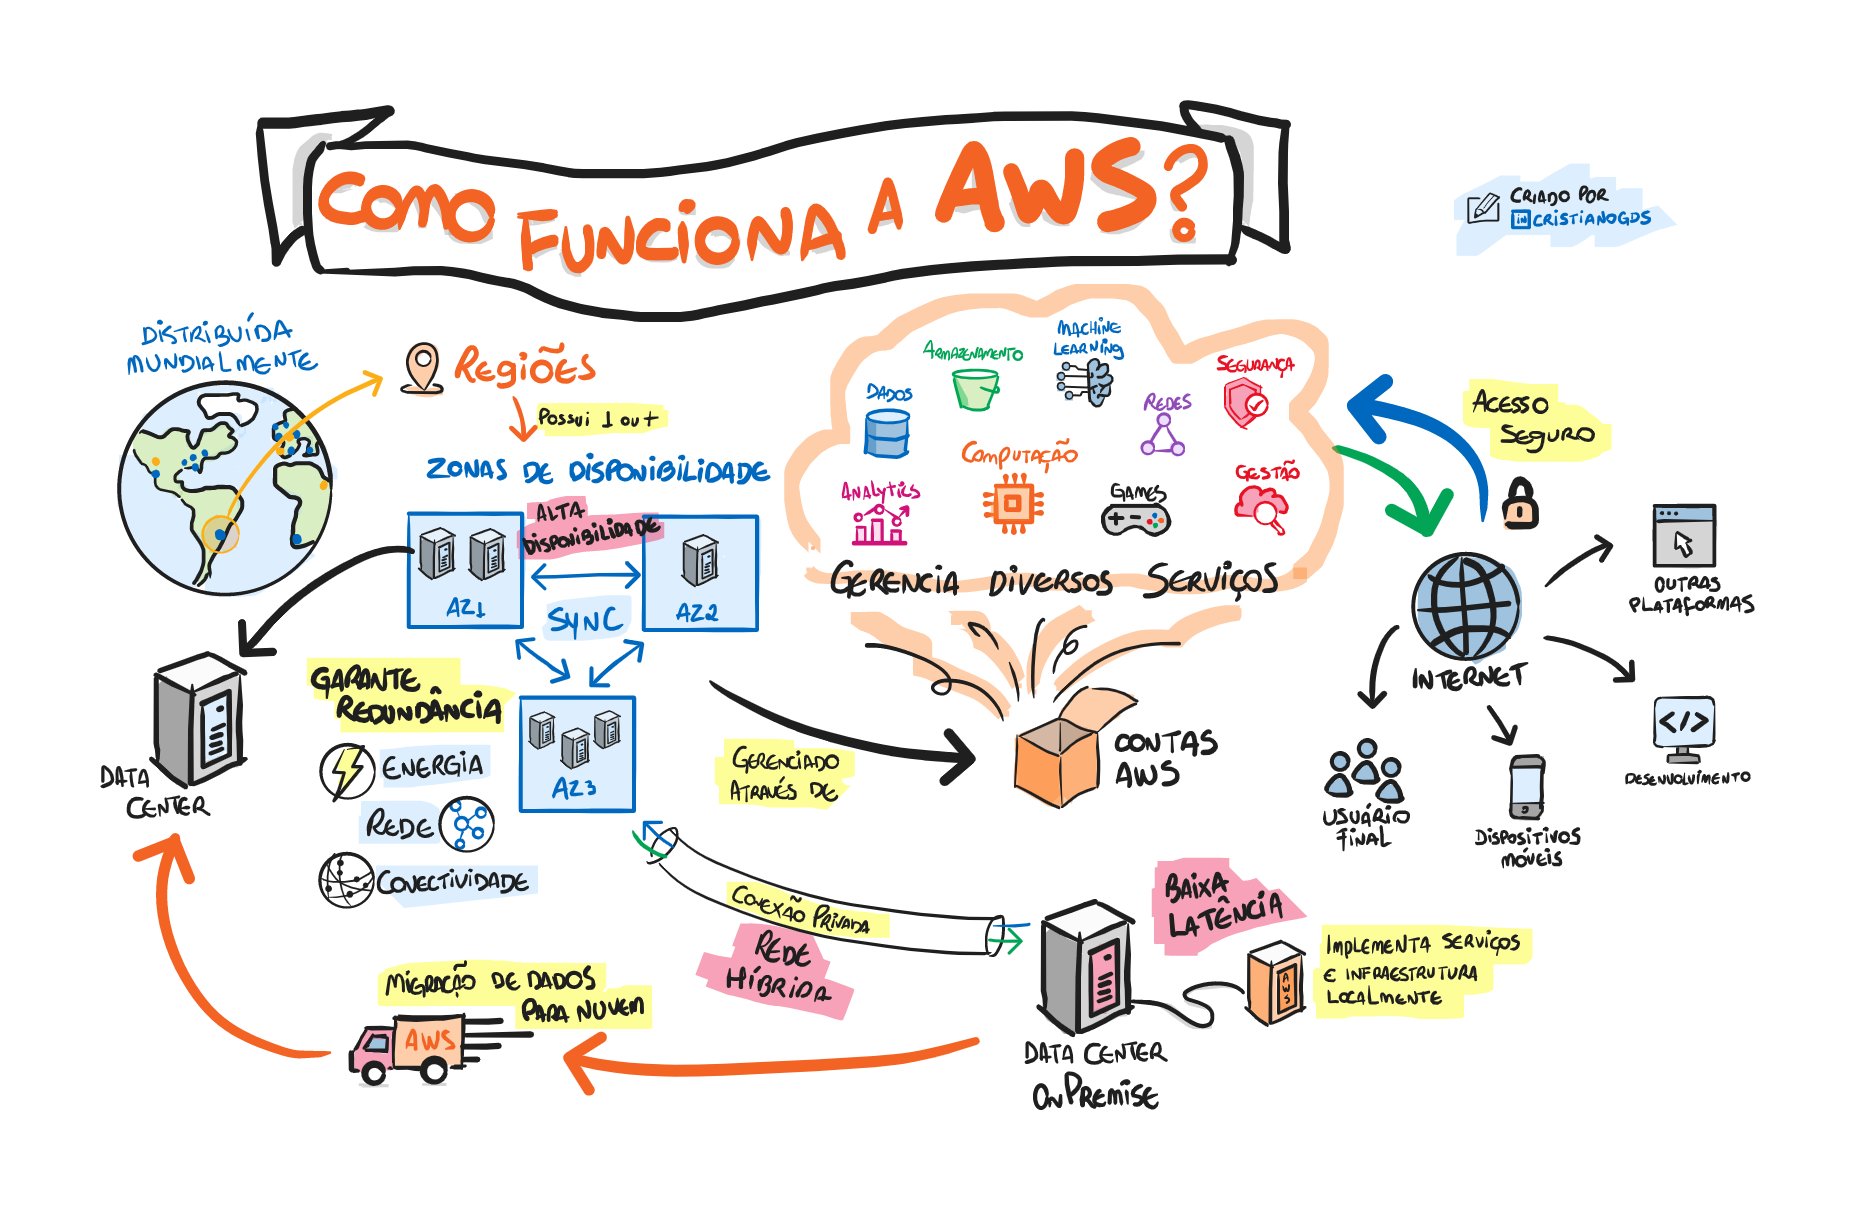 COMO FUNCIONA A AWS?
CRIADO POR
in CRISTIANOGDS
DISTRIBUÍDA
MUNDIALMENTE
REGIÕES
POSSUI 1 OU +
ZONAS DE DISPONIBILIDADE
ALTA
DISPONIBILIDADE
AZ1
AZ2
SYNC
AZ3
DATA
CENTER
GARANTE
REDUNDÂNCIA
ENERGIA
REDE
CONECTIVIDADE
MACHINE
LEARNING
ARMAZENAMENTO
SEGURANÇA
DADOS
REDES
COMPUTAÇÃO
GESTÃO
ANALYTICS
GAMES
GERENCIA DIVERSOS SERVIÇOS
GERENCIADO
ATRAVÉS DE
CONTAS
AWS
ACESSO
SEGURO
INTERNET
OUTRAS
PLATAFORMAS
DESENVOLVIMENTO
DISPOSITIVOS
MÓVEIS
USUÁRIO
FINAL
CONEXÃO PRIVADA
REDE
HÍBRIDA
BAIXA
LATÊNCIA
AWS
IMPLEMENTA SERVIÇOS
E INFRAESTRUTURA
LOCALMENTE
DATA CENTER
ONPREMISE
MIGRAÇÃO DE DADOS
PARA NUVEM
AWS